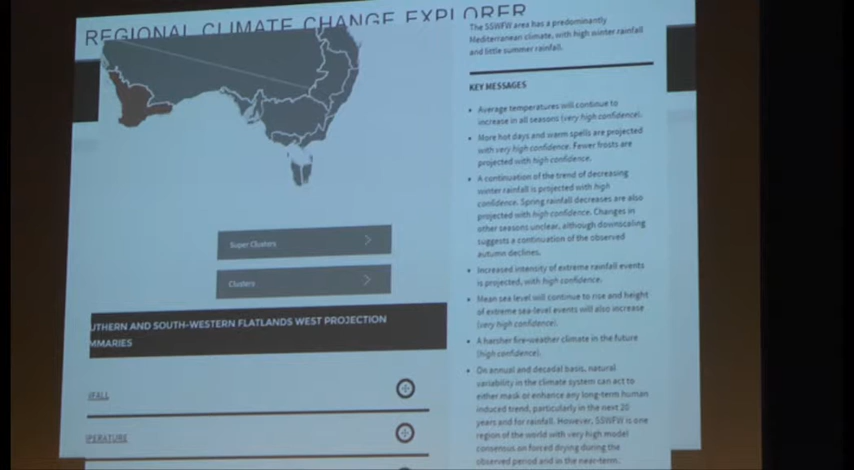 REGIONAL CLIMATE CHANGE EXPLORER
Super Clusters
Clusters
UTHERN AND SOUTH-WESTERN FLATLANDS WEST PROJECTION
MMARIES
IFALL
PERATURE
The SSWFW area has a predominantly
Mediterranean climate, with high winter rainfall
and little summer rainfall.
KEY MESSAGES
• Average temperatures will continue to
increase in all seasons (very high confidence).
• More hot days and warm spells are projected
with very high confidence. Fewer frosts are
projected with high confidence.
• A continuation of the trend of decreasing
winter rainfall is projected with high
confidence. Spring rainfall decreases are also
projected with high confidence. Changes in
other seasons unclear, although downscaling
suggests a continuation of the observed
autumn declines.
• Increased intensity of extreme rainfall events
is projected, with high confidence.
• Mean sea level will continue to rise and height
of extreme sea-level events will also increase
(very high confidence).
• A harsher fire-weather climate in the future
(high confidence).
• On annual and decadal basis, natural
variability in the climate system can act to
either mask or enhance any long-term human
induced trend, particularly in the next 20
years and for rainfall. However, SSWFW is one
region of the world with very high model
consensus on forced drying during the
observed period and in the near-term.